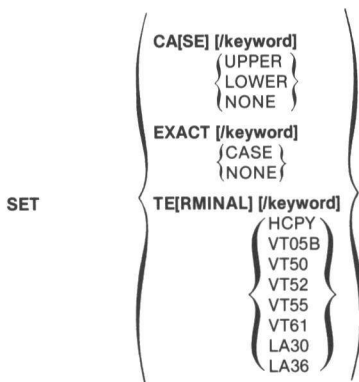 CA[SE] [/keyword]
UPPER
LOWER
NONE
EXACT [/keyword]
CASE
NONE
SET
TE[RMINAL] [/keyword]
HCPY
VT05B
VT50
VT52
VT55
VT61
LA30
LA36